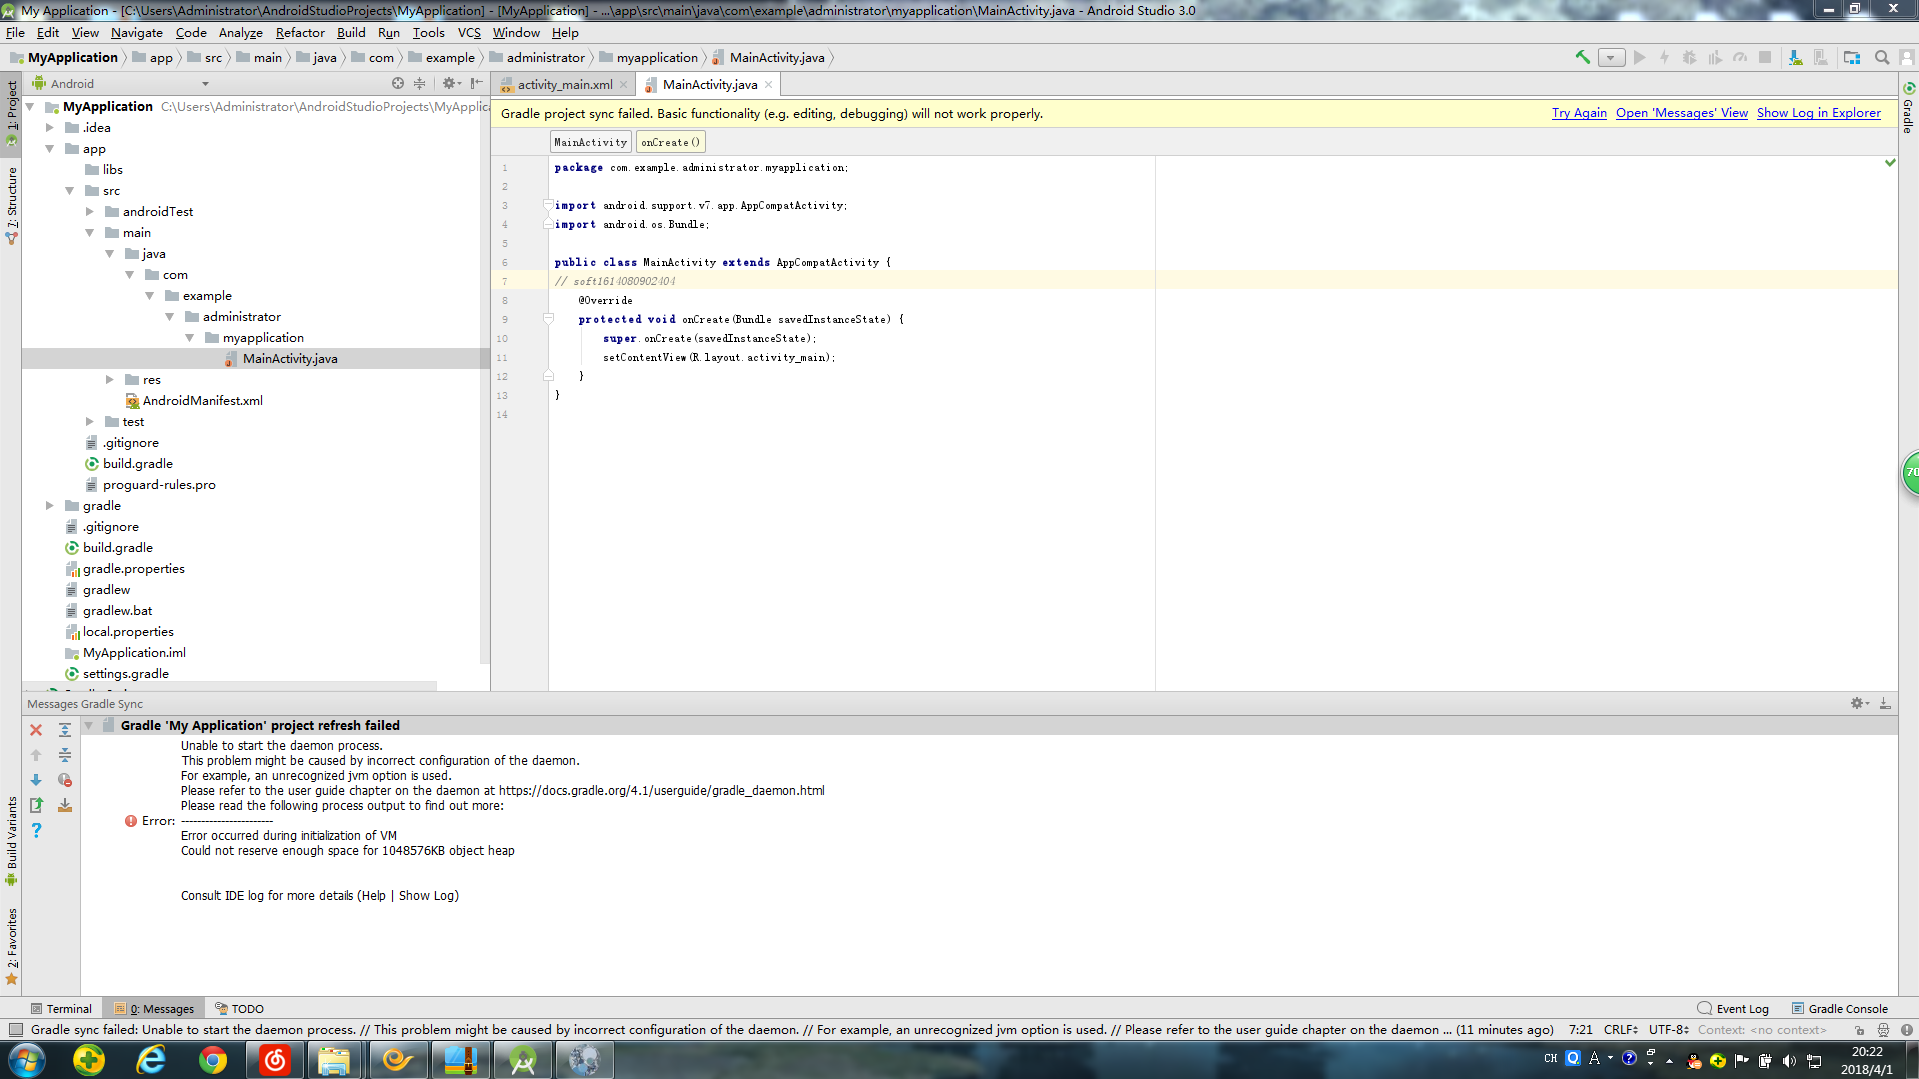 My Application - [C:\Users\Administrator\AndroidStudioProjects\MyApplication] - [MyApplication] - ...\app\src\main\java\com\example\administrator\myapplication\MainActivity.java - Android Studio 3.0
File Edit View Navigate Code Analyze Refactor Build Run Tools VCS Window Help
MyApplication app src main java com example administrator myapplication MainActivity.java
Android
activity_main.xml MainActivity.java
1: Project
7: Structure
Build Variants
2: Favorites
Gradle
MyApplication C:\Users\Administrator\AndroidStudioProjects\MyApplic
.idea
app
libs
src
androidTest
main
java
com
example
administrator
myapplication
MainActivity.java
res
AndroidManifest.xml
test
.gitignore
build.gradle
proguard-rules.pro
gradle
.gitignore
build.gradle
gradle.properties
gradlew
gradlew.bat
local.properties
MyApplication.iml
settings.gradle
Gradle project sync failed. Basic functionality (e.g. editing, debugging) will not work properly.
Try Again Open 'Messages' View Show Log in Explorer
MainActivity onCreate()
1 package com.example.administrator.myapplication;
2
3 import android.support.v7.app.AppCompatActivity;
4 import android.os.Bundle;
5
6 public class MainActivity extends AppCompatActivity {
7 // soft1614080902404
8 @Override
9 protected void onCreate(Bundle savedInstanceState) {
10 super.onCreate(savedInstanceState);
11 setContentView(R.layout.activity_main);
12 }
13 }
14
70
Messages Gradle Sync
Gradle 'My Application' project refresh failed
Unable to start the daemon process.
This problem might be caused by incorrect configuration of the daemon.
For example, an unrecognized jvm option is used.
Please refer to the user guide chapter on the daemon at https://docs.gradle.org/4.1/userguide/gradle_daemon.html
Please read the following process output to find out more:
Error: -----------------------
Error occurred during initialization of VM
Could not reserve enough space for 1048576KB object heap
Consult IDE log for more details (Help | Show Log)
Terminal 0: Messages TODO
Event Log Gradle Console
Gradle sync failed: Unable to start the daemon process. // This problem might be caused by incorrect configuration of the daemon. // For example, an unrecognized jvm option is used. // Please refer to the user guide chapter on the daemon ... (11 minutes ago)
7:21 CRLF UTF-8 Context: <no context>
CH A
20:22
2018/4/1